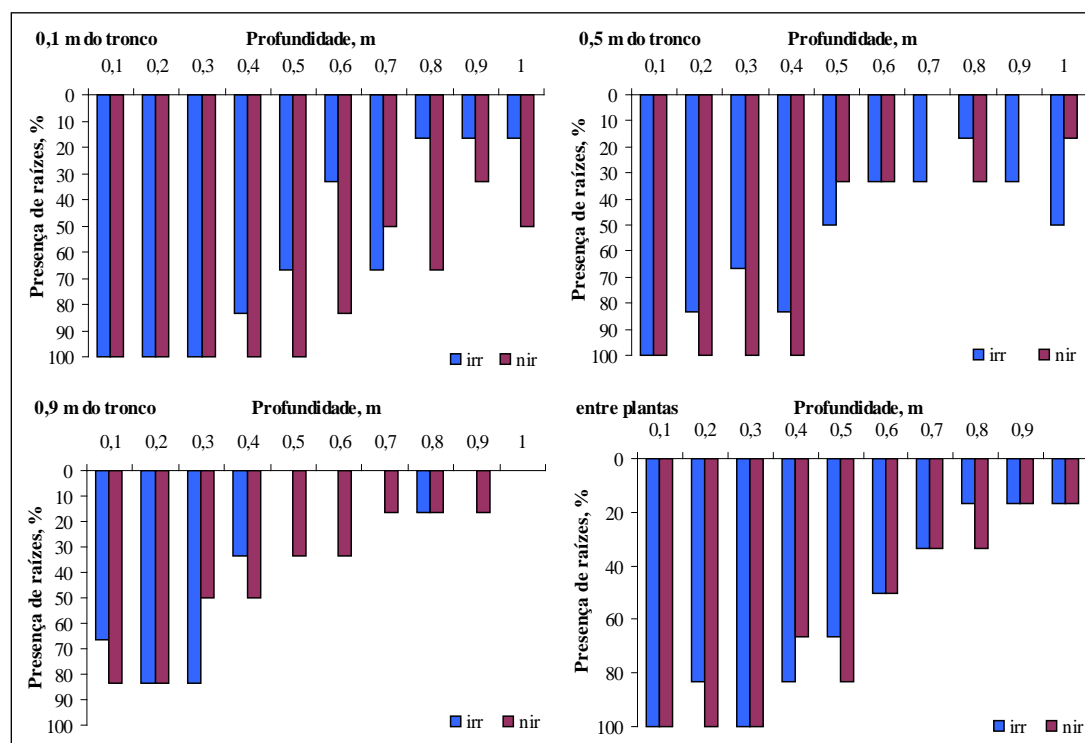 0,1 m do tronco Profundidade, m
0,1 0,2 0,3 0,4 0,5 0,6 0,7 0,8 0,9 1
Presença de raízes, %
0
10
20
30
40
50
60
70
80
90
100
irr nir
0,5 m do tronco Profundidade, m
0,1 0,2 0,3 0,4 0,5 0,6 0,7 0,8 0,9 1
Presença de raízes, %
0
10
20
30
40
50
60
70
80
90
100
irr nir
0,9 m do tronco Profundidade, m
0,1 0,2 0,3 0,4 0,5 0,6 0,7 0,8 0,9 1
Presença de raízes, %
0
10
20
30
40
50
60
70
80
90
100
irr nir
entre plantas Profundidade, m
0,1 0,2 0,3 0,4 0,5 0,6 0,7 0,8 0,9
Presença de raízes, %
0
20
40
60
80
100
irr nir